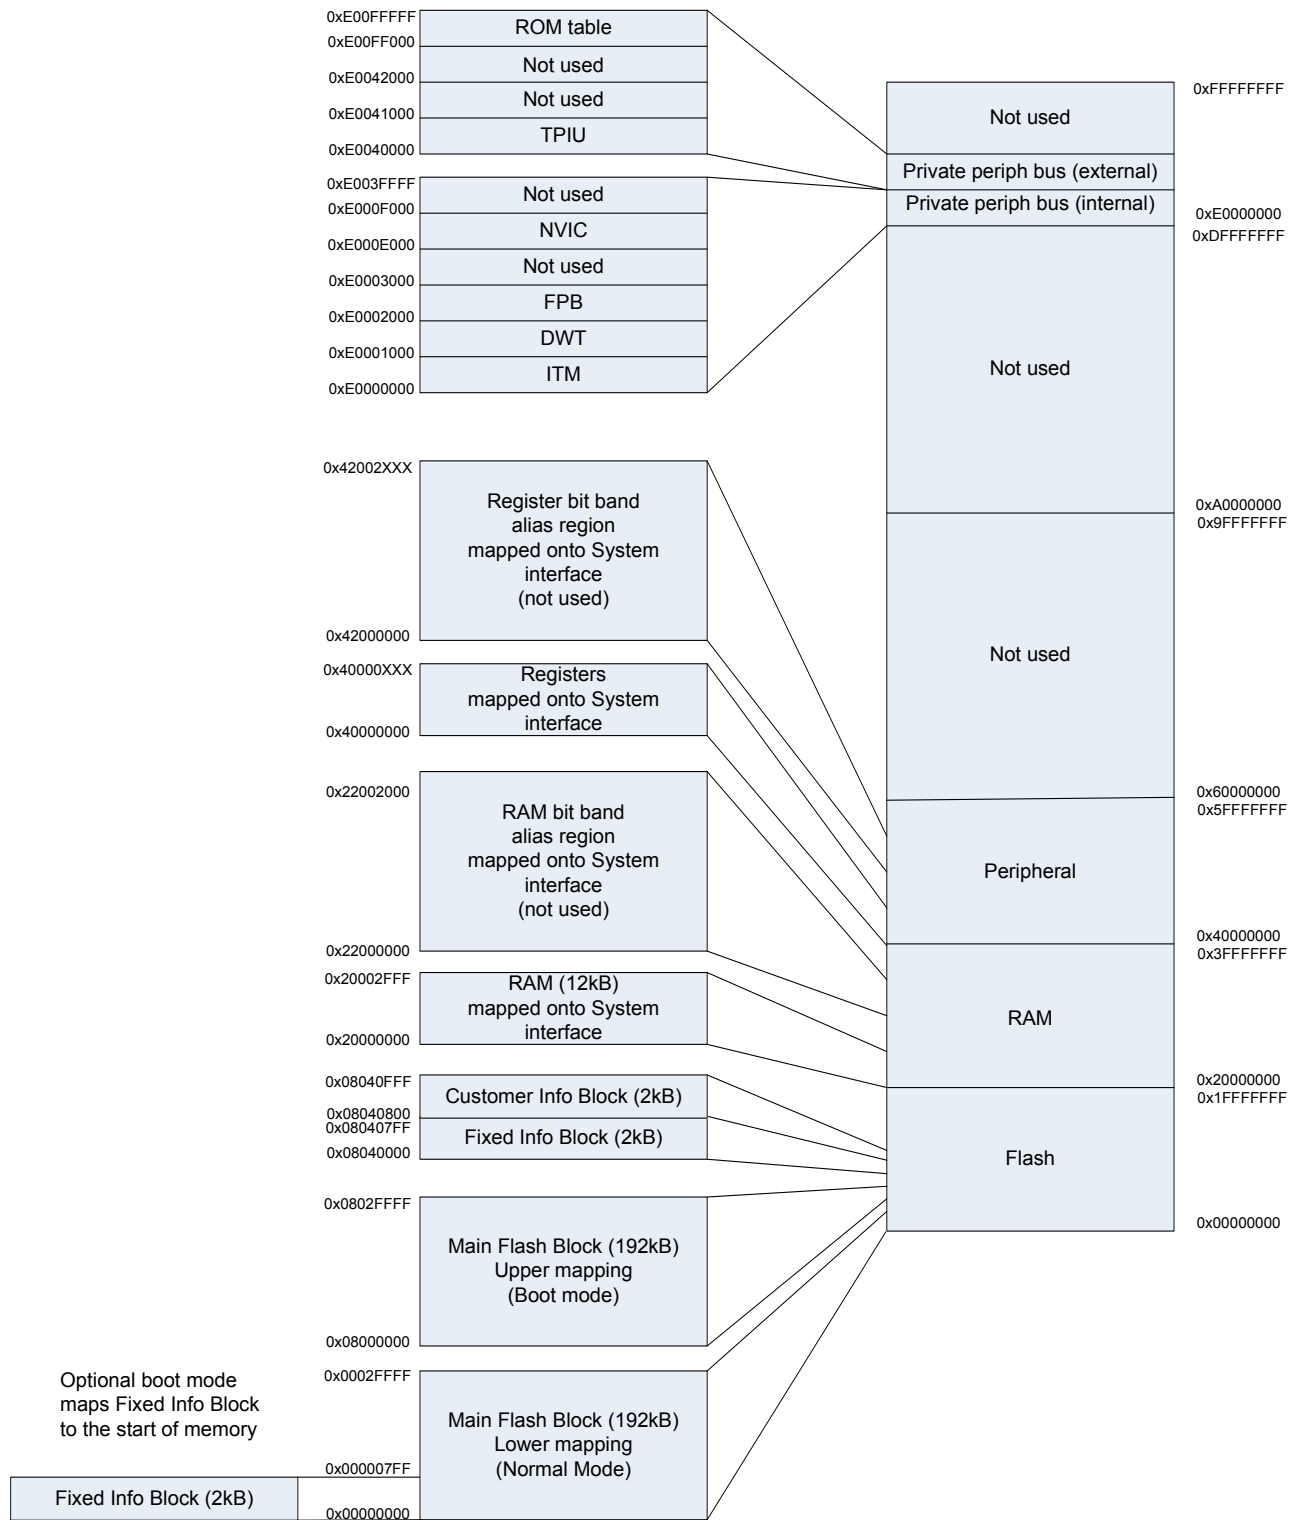 0xE00FFFFF
ROM table
0xE00FF000
Not used
0xE0042000
Not used
0xE0041000
TPIU
0xE0040000
0xE003FFFF
Not used
0xE000F000
NVIC
0xE000E000
Not used
0xE0003000
FPB
0xE0002000
DWT
0xE0001000
ITM
0xE0000000
0x42002XXX
Register bit band
alias region
mapped onto System
interface
(not used)
0x42000000
0x40000XXX
Registers
mapped onto System
interface
0x40000000
0x22002000
RAM bit band
alias region
mapped onto System
interface
(not used)
0x22000000
0x20002FFF
RAM (12kB)
mapped onto System
interface
0x20000000
0x08040FFF
Customer Info Block (2kB)
0x08040800
0x080407FF
Fixed Info Block (2kB)
0x08040000
0x0802FFFF
Main Flash Block (192kB)
Upper mapping
(Boot mode)
0x08000000
0x0002FFFF
Main Flash Block (192kB)
Lower mapping
(Normal Mode)
Optional boot mode
maps Fixed Info Block
to the start of memory
0x000007FF
Fixed Info Block (2kB)
0x00000000
0xFFFFFFFF
Not used
Private periph bus (external)
Private periph bus (internal)
0xE0000000
0xDFFFFFFF
Not used
0xA0000000
0x9FFFFFFF
Not used
0x60000000
0x5FFFFFFF
Peripheral
0x40000000
0x3FFFFFFF
RAM
0x20000000
0x1FFFFFFF
Flash
0x00000000